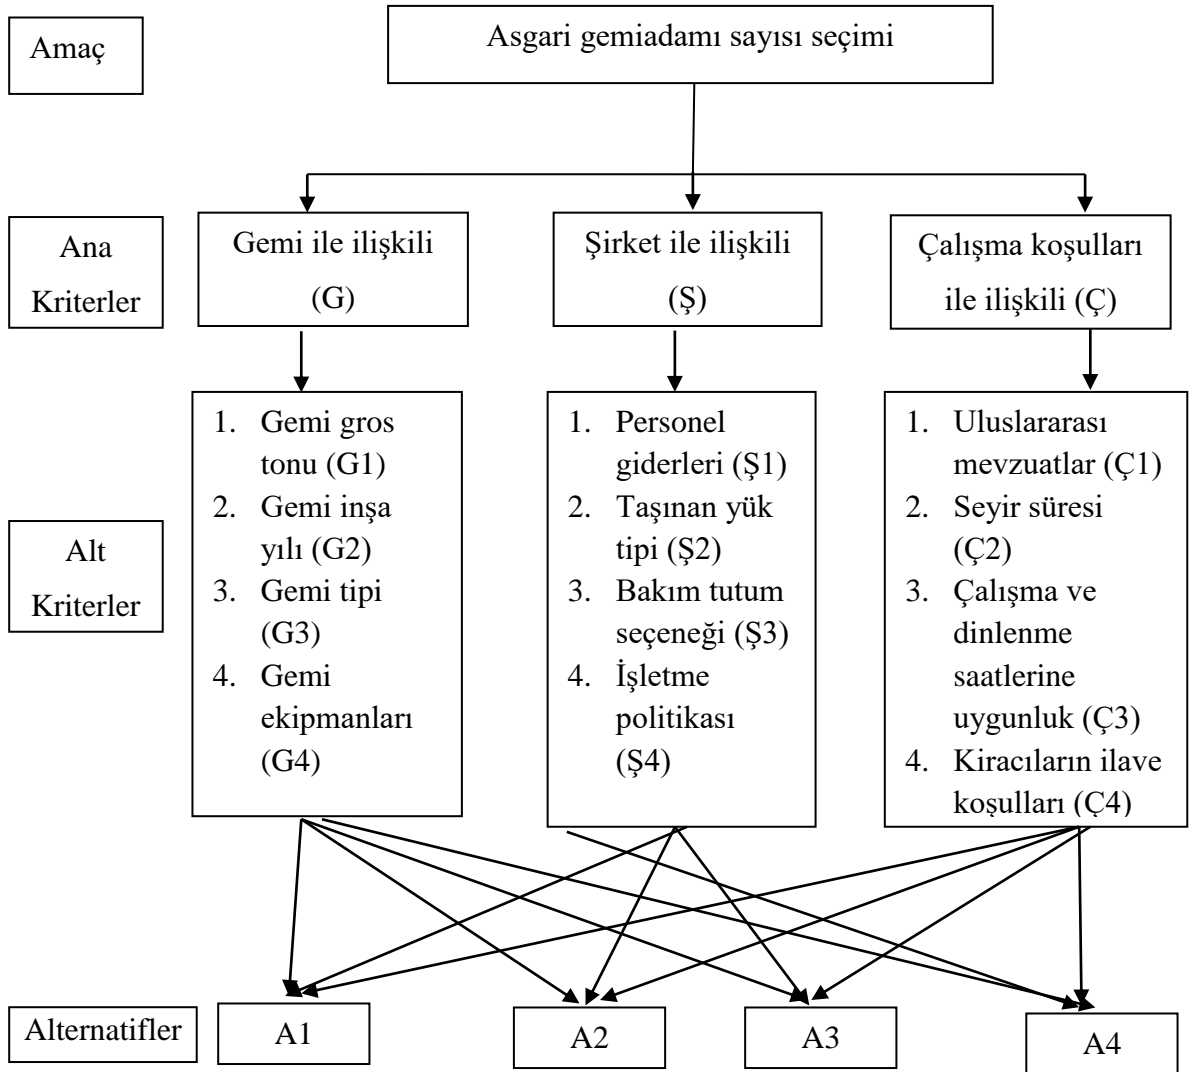 Amaç
Asgari gemiadamı sayısı seçimi
Ana
Kriterler
Gemi ile ilişkili
(G)
Şirket ile ilişkili
(Ş)
Çalışma koşulları
ile ilişkili (Ç)
Alt
Kriterler
1. Gemi gros
tonu (G1)
2. Gemi inşa
yılı (G2)
3. Gemi tipi
(G3)
4. Gemi
ekipmanları
(G4)
1. Personel
giderleri (Ş1)
2. Taşınan yük
tipi (Ş2)
3. Bakım tutum
seçeneği (Ş3)
4. İşletme
politikası
(Ş4)
1. Uluslararası
mevzuatlar (Ç1)
2. Seyir süresi
(Ç2)
3. Çalışma ve
dinlenme
saatlerine
uygunluk (Ç3)
4. Kiracıların ilave
koşulları (Ç4)
Alternatifler
A1
A2
A3
A4